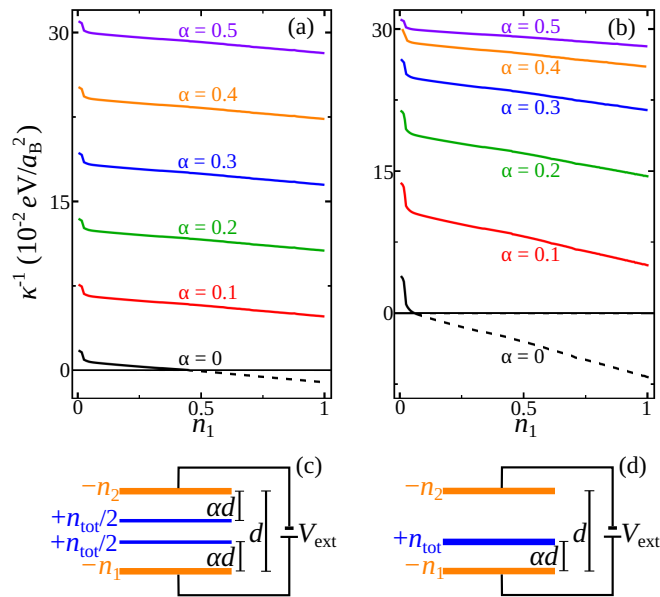 (a)
30
15
0
κ⁻¹ (10⁻² eV/a_B²)
α = 0.5
α = 0.4
α = 0.3
α = 0.2
α = 0.1
α = 0
0 0.5 1
n₁
(b)
30
15
0
α = 0.5
α = 0.4
α = 0.3
α = 0.2
α = 0.1
α = 0
0 0.5 1
n₁
(c)
−n₂
+n_tot/2
+n_tot/2
−n₁
αd
αd
d
V_ext
(d)
−n₂
+n_tot
−n₁
αd
d
V_ext